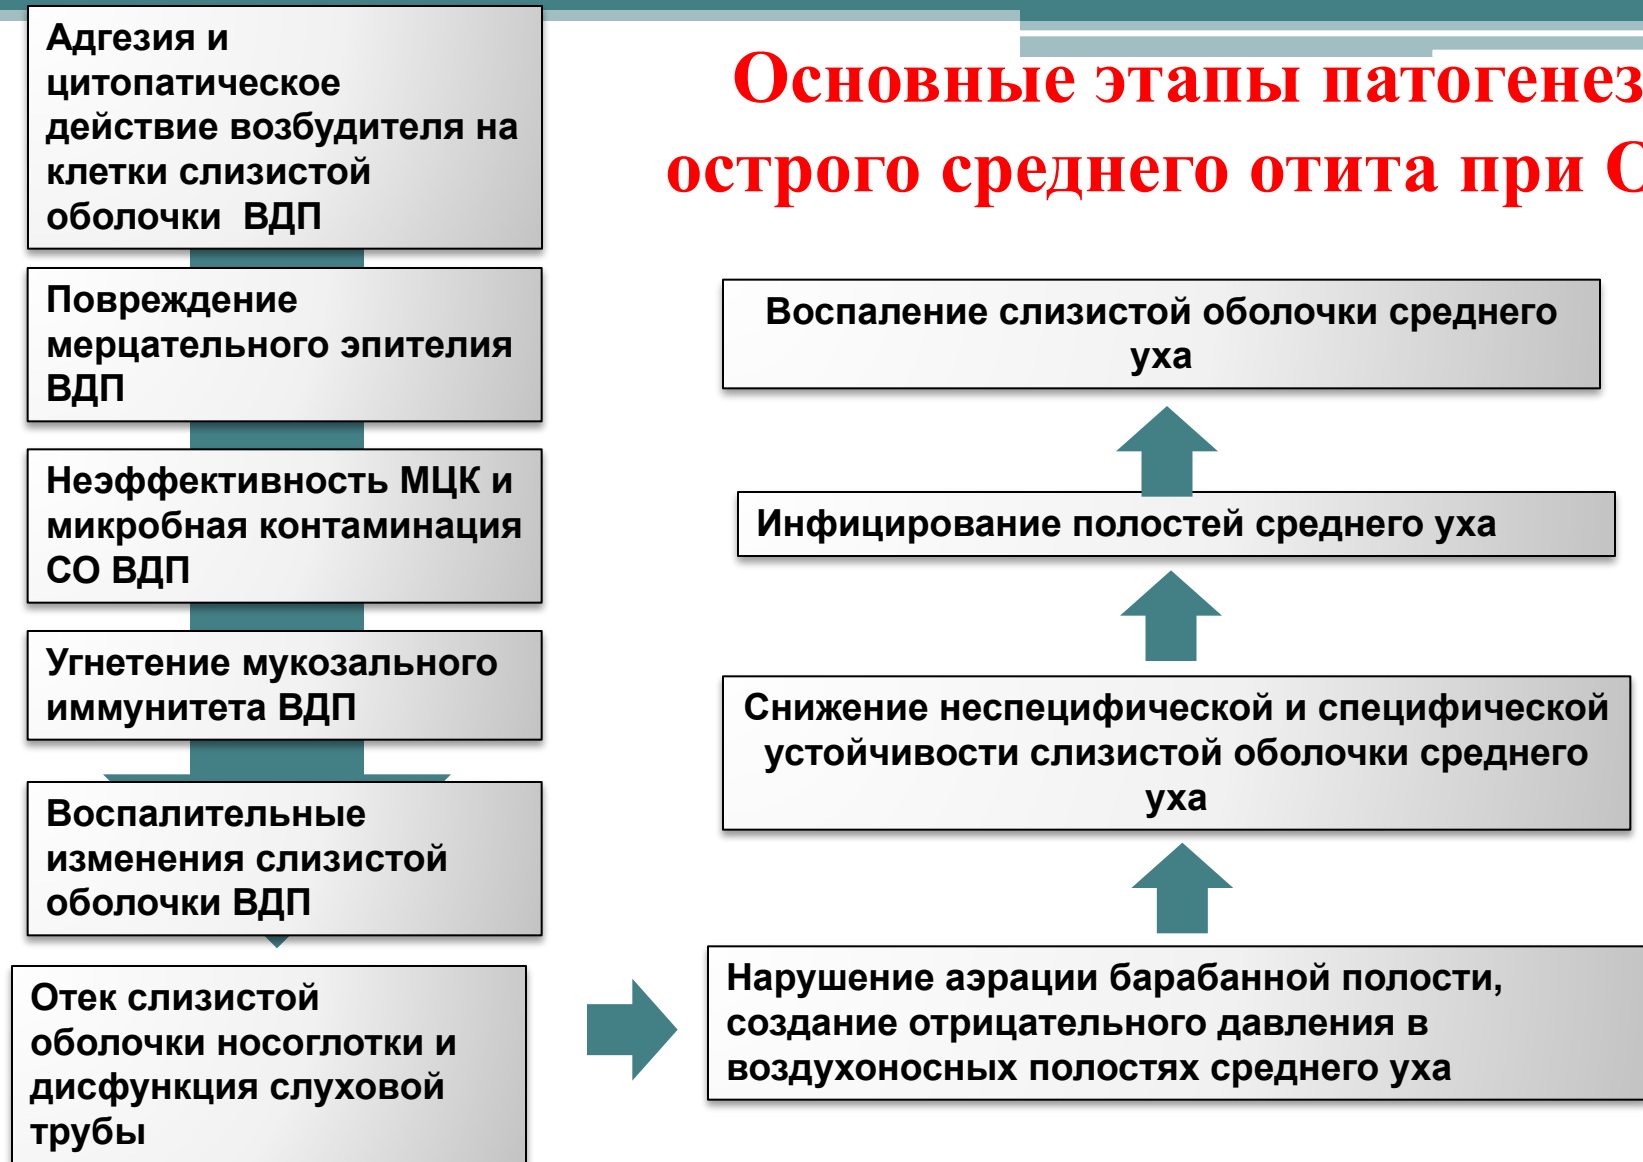 Основные этапы патогенез
острого среднего отита при О
Адгезия и
цитопатическое
действие возбудителя на
клетки слизистой
оболочки ВДП
Повреждение
мерцательного эпителия
ВДП
Неэффективность МЦК и
микробная контаминация
СО ВДП
Угнетение мукозального
иммунитета ВДП
Воспалительные
изменения слизистой
оболочки ВДП
Отек слизистой
оболочки носоглотки и
дисфункция слуховой
трубы
Нарушение аэрации барабанной полости,
создание отрицательного давления в
воздухоносных полостях среднего уха
Снижение неспецифической и специфической
устойчивости слизистой оболочки среднего
уха
Инфицирование полостей среднего уха
Воспаление слизистой оболочки среднего
уха